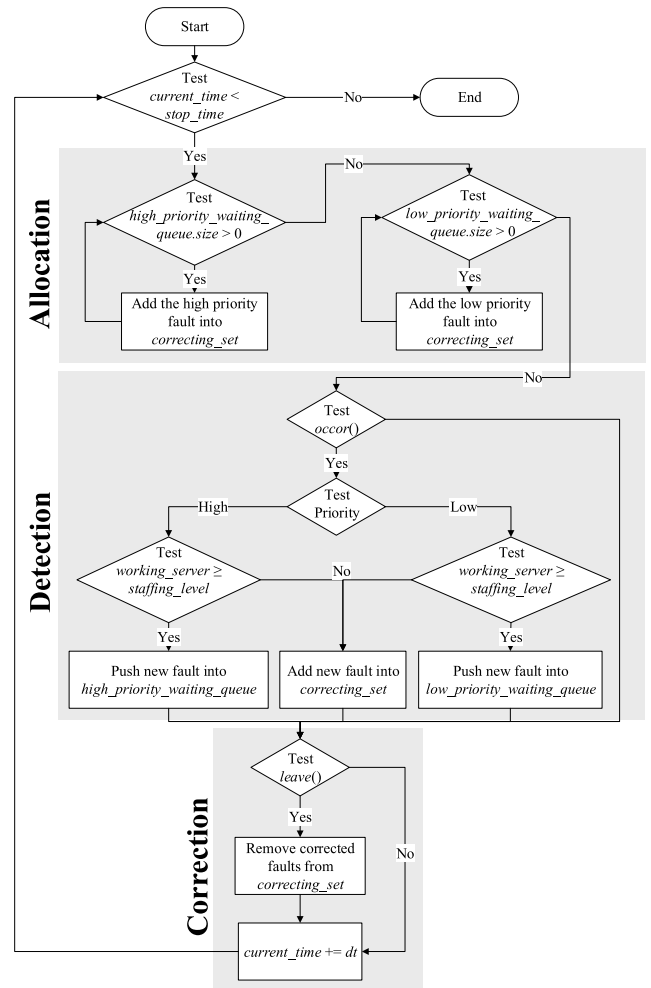 Start
Test
current_time <
stop_time
No
End
Yes
Allocation
Test
high_priority_waiting_
queue.size > 0
No
Test
low_priority_waiting_
queue.size > 0
Yes
Add the high priority
fault into
correcting_set
Yes
Add the low priority
fault into
correcting_set
No
Detection
Test
occor()
Yes
Test
Priority
High
Low
Test
working_server ≥
staffing_level
No
Test
working_server ≥
staffing_level
Yes
Yes
Push new fault into
high_priority_waiting_queue
Add new fault into
correcting_set
Push new fault into
low_priority_waiting_queue
Correction
Test
leave()
Yes
No
Remove corrected
faults from
correcting_set
current_time += dt